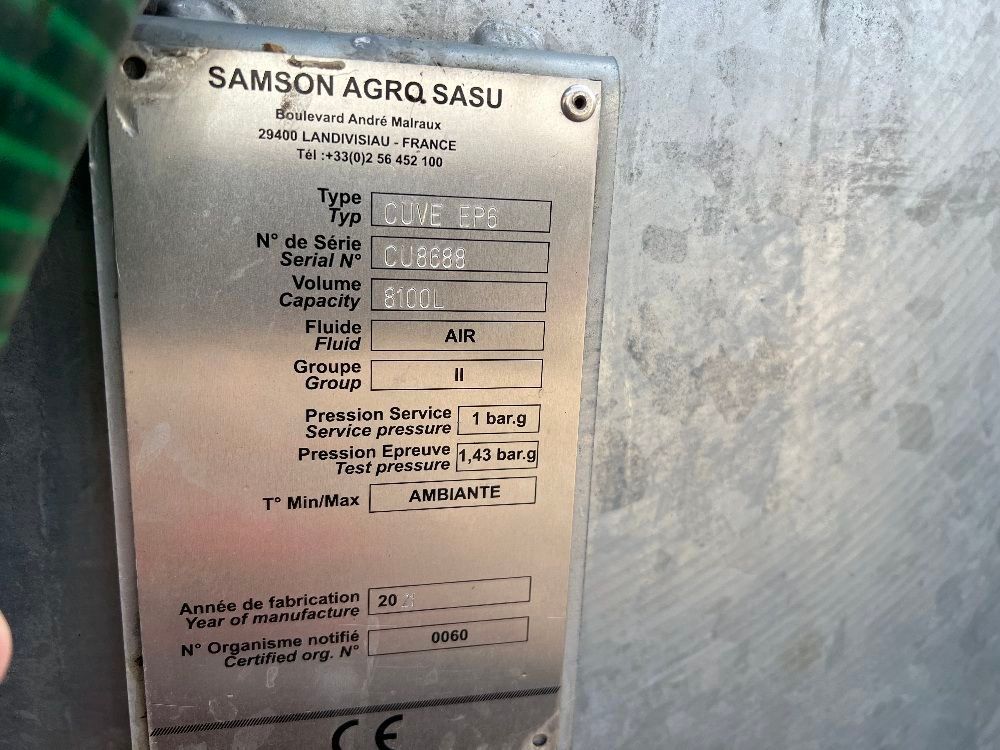 SAMSON AGRO SASU
Boulevard André Malraux
29400 LANDIVISIAU - FRANCE
Tél :+33(0)2 56 452 100
Type
Typ
CUVE EP6
N° de Série
Serial N°
CU8688
Volume
Capacity
8100L
Fluide
Fluid
AIR
Groupe
Group
II
Pression Service
Service pressure
1 bar.g
Pression Epreuve
Test pressure
1,43 bar.g
T° Min/Max
AMBIANTE
Année de fabrication
Year of manufacture
20
N° Organisme notifié
Certified org. N°
0060
CE